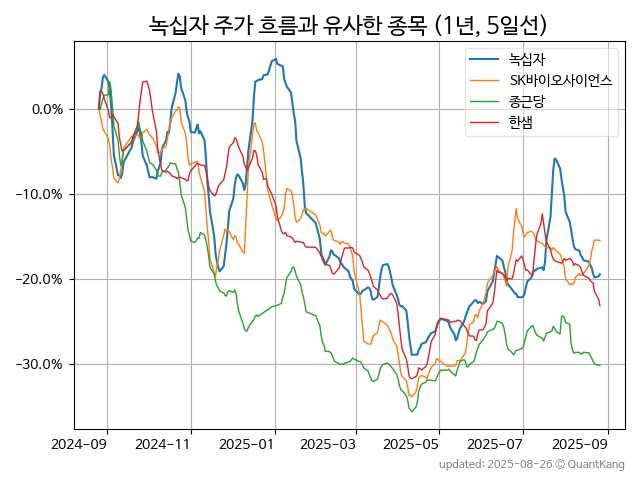 녹십자 주가 흐름과 유사한 종목 (1년, 5일선)
녹십자
SK바이오사이언스
종근당
한샘
0.0%
−10.0%
−20.0%
−30.0%
2024−09
2024−11
2025−01
2025−03
2025−05
2025−07
2025−09
updated: 2025-08-26 © QuantKang